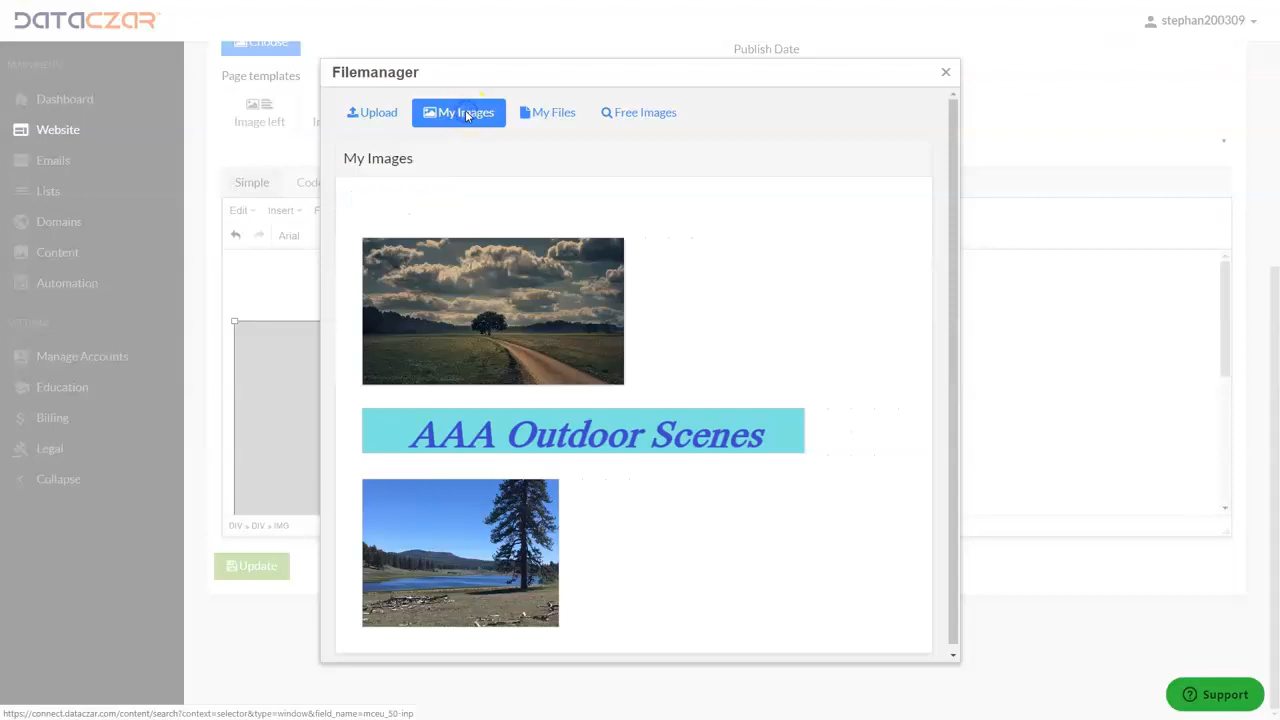 DATACZAR
stephan200309
Choose
Publish Date
Page templates
Image left
Filemanager
Upload
My Images
My Files
Free Images
My Images
AAA Outdoor Scenes
Dashboard
Website
Emails
Lists
Domains
Content
Automation
Manage Accounts
Education
Billing
Legal
Collapse
Simple
Edit
Insert
Arial
DIV » DIV » IMG
Update
Support
https://connect.dataczar.com/content/search?context=selector&type=window&field_name=mceu_50-inp